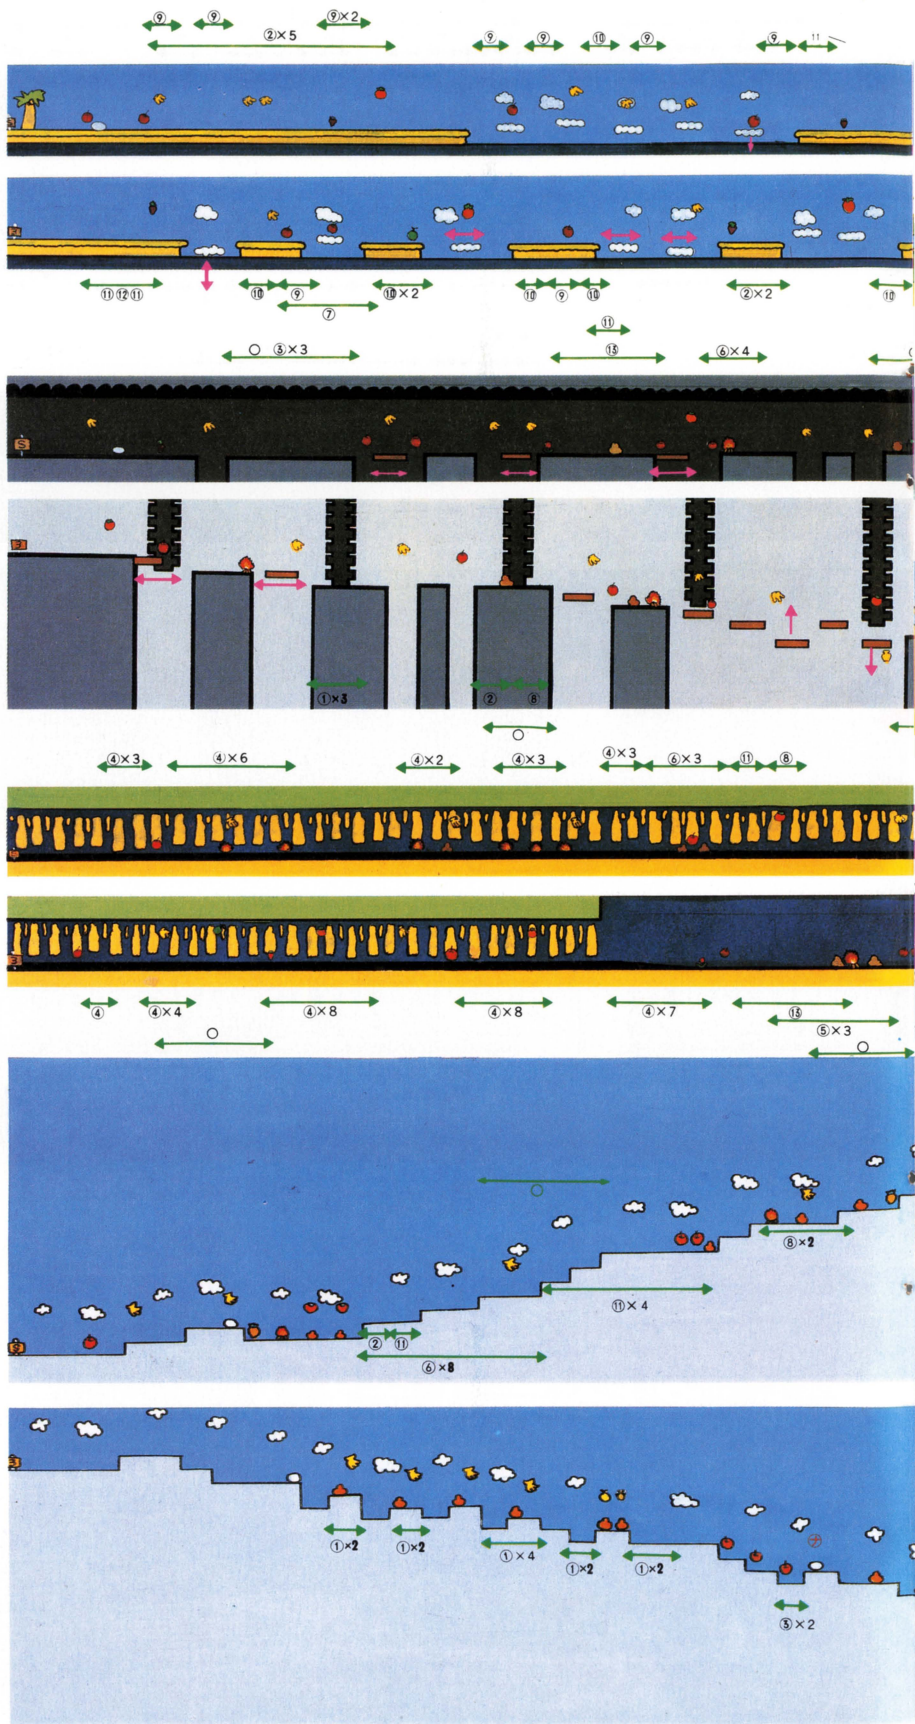 ⑨ ⑨ ⑨×2
②×5 ⑨ ⑨ ⑩ ⑨ ⑨ 11
S
3
⑪⑫⑪ ⑩ ⑨ ⑩×2 ⑩ ⑨ ⑩ ②×2 ⑩
⑦
⑪
○ ③×3 ⑬ ⑥×4
S
3
①×3 ② ⑧
○
④×3 ④×6 ④×2 ④×3 ④×3 ⑥×3 ⑪ ⑧
3
④ ④×4 ④×8 ④×8 ④×7 ⑬
⑤×3
○ ○
○
⑧×2
⑪×4
S
② ⑪
⑥×8
3
①×2 ①×2 ①×4 ①×2 ①×2
③×2